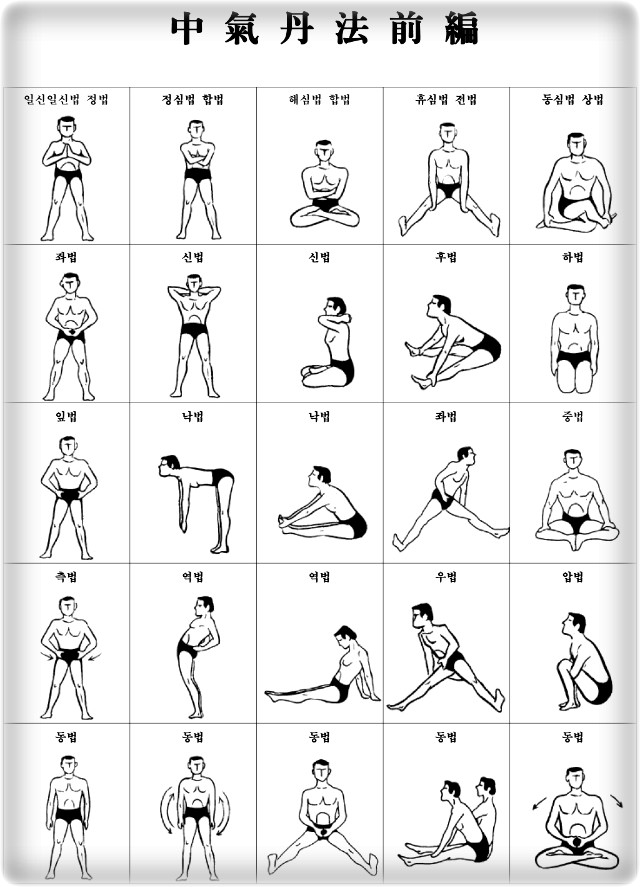 中氣丹法前編
일신일신법 정법
정심법 합법
해심법 합법
휴심법 전법
동심법 상법
좌법
신법
신법
후법
하법
잎법
낙법
낙법
좌법
중법
측법
역법
역법
우법
압법
동법
동법
동법
동법
동법